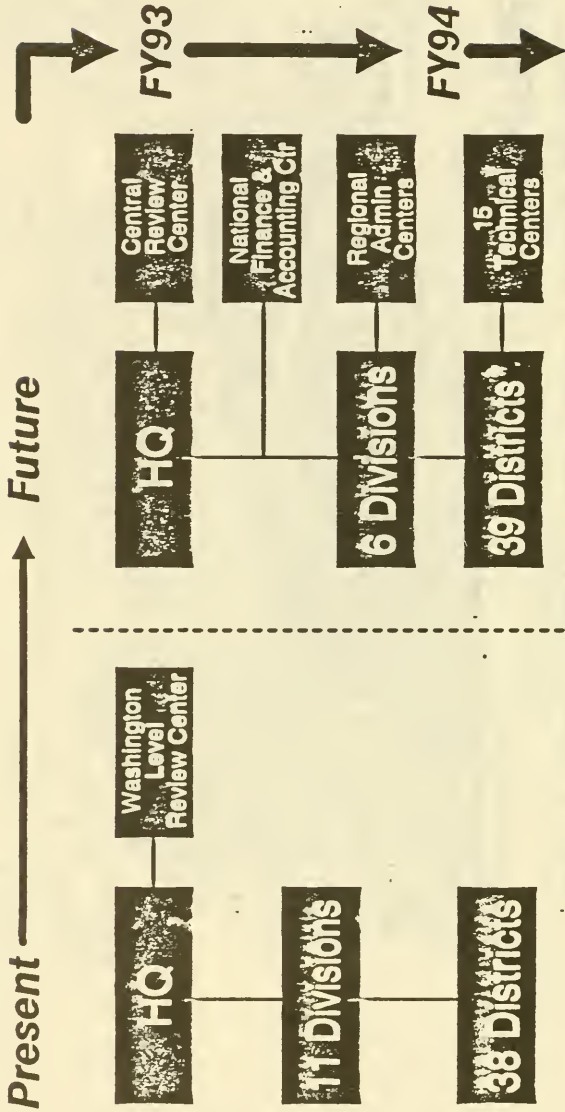 Present
Future
HQ
Washington
Level
Review Center
11 Divisions
38 Districts
HQ
Central
Review
Center
National
Finance &
Accounting Ctr
6 Divisions
Regional
Admin
Centers
39 Districts
15
Technical
Centers
FY93
FY94